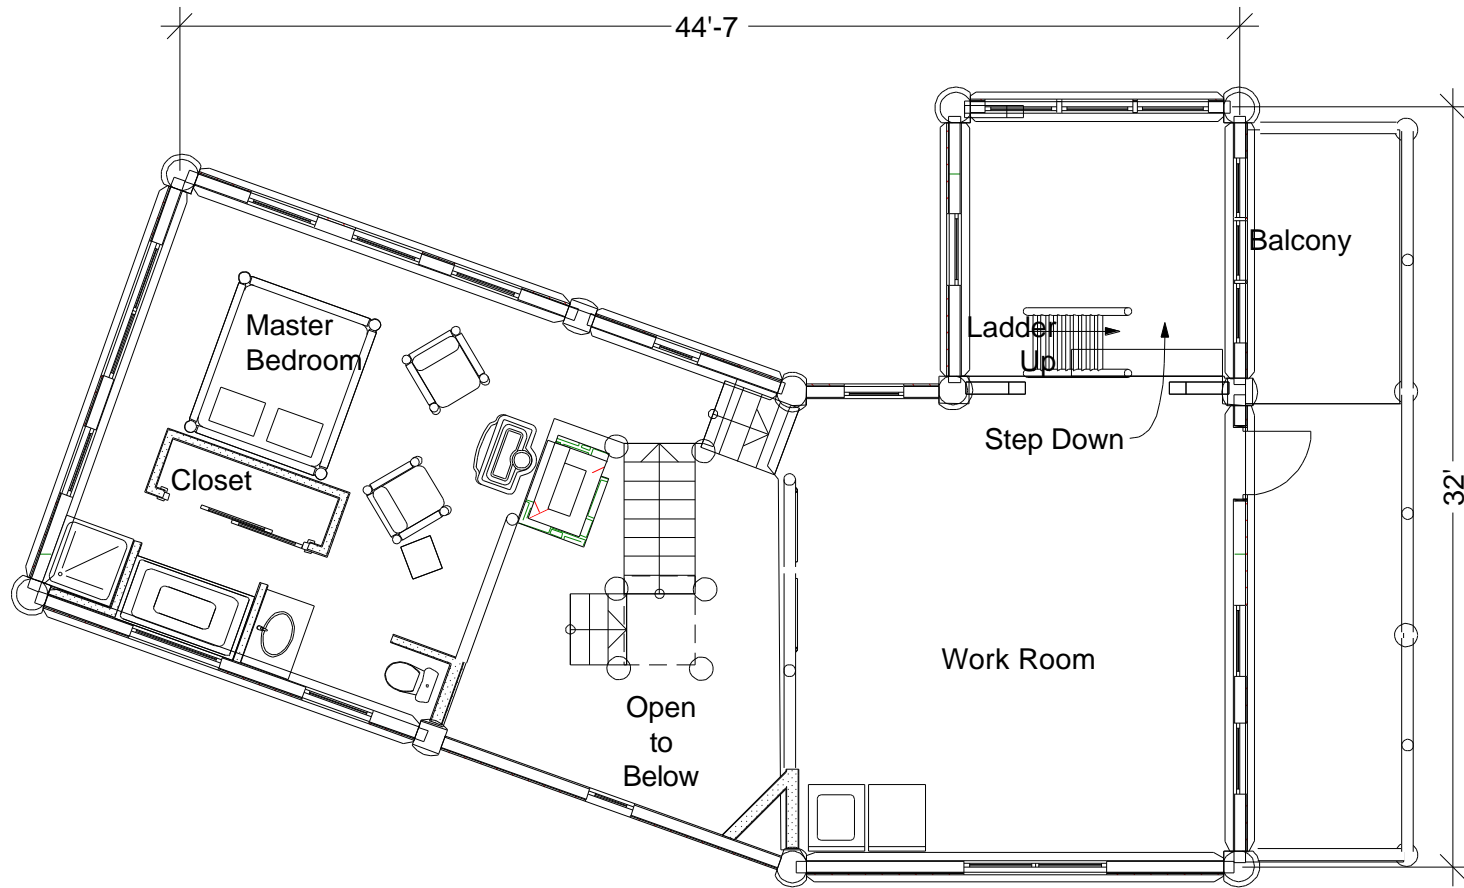 44'-7
Balcony
Master
Bedroom
Ladder
Up
Step Down
Closet
32'
Work Room
Open
to
Below